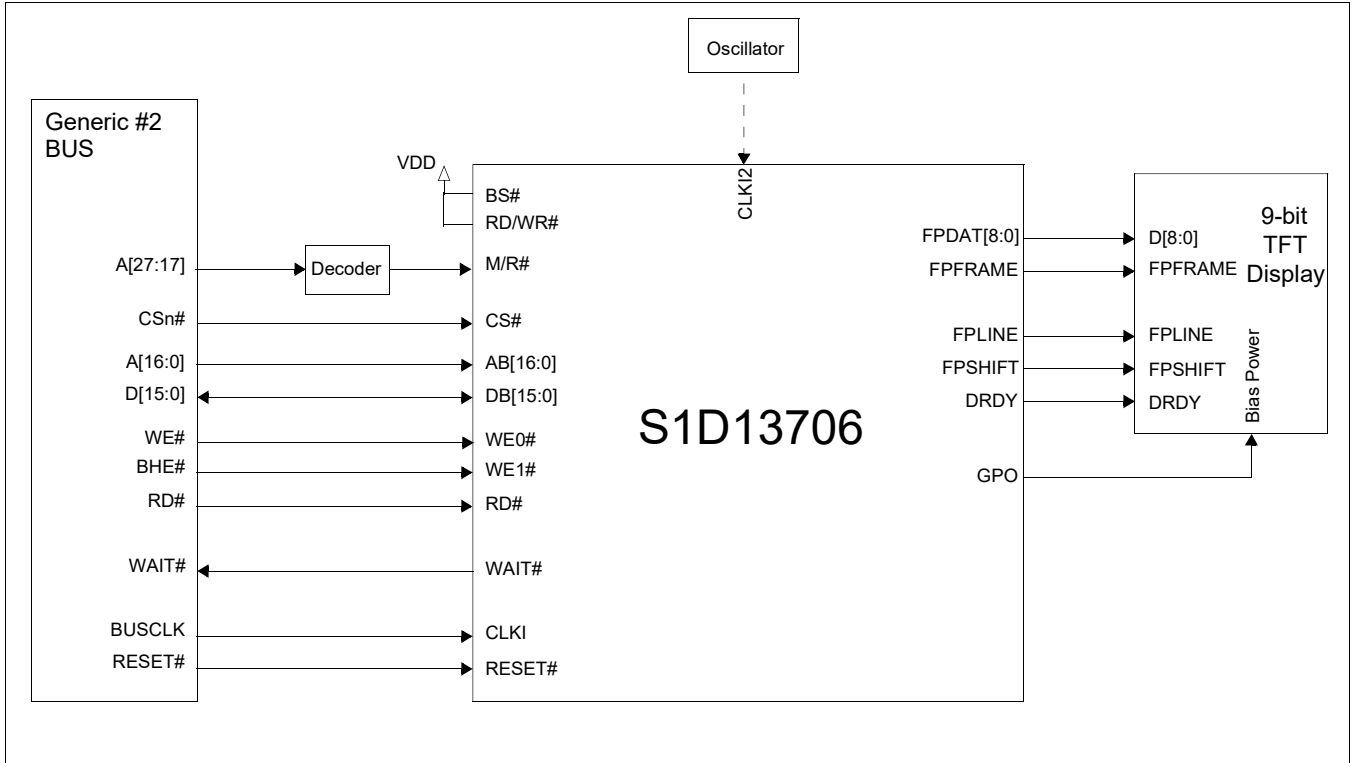 Oscillator
Generic #2
BUS
VDD
CLKI2
BS#
RD/WR#
A[27:17]
Decoder
M/R#
CSn#
CS#
A[16:0]
AB[16:0]
D[15:0]
DB[15:0]
WE#
WE0#
BHE#
WE1#
RD#
RD#
WAIT#
WAIT#
BUSCLK
CLKI
RESET#
RESET#
S1D13706
FPDAT[8:0]
FPFRAME
FPLINE
FPSHIFT
DRDY
GPO
D[8:0]
FPFRAME
FPLINE
FPSHIFT
DRDY
9-bit
TFT
Display
Bias Power